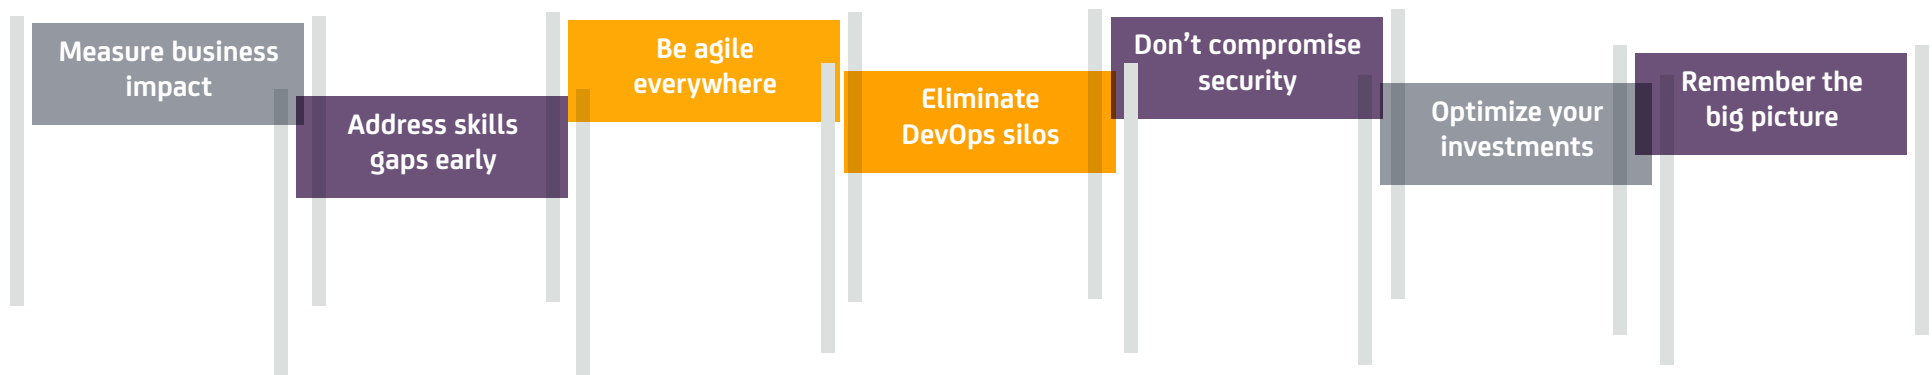 Measure business
impact
Address skills
gaps early
Be agile
everywhere
Eliminate
DevOps silos
Don’t compromise
security
Optimize your
investments
Remember the
big picture